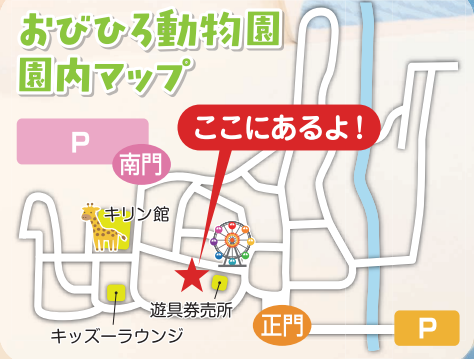 おびひろ動物園
園内マップ
ここにあるよ!
P
南門
キリン館
遊具券売所
キッズーラウンジ
正門
P